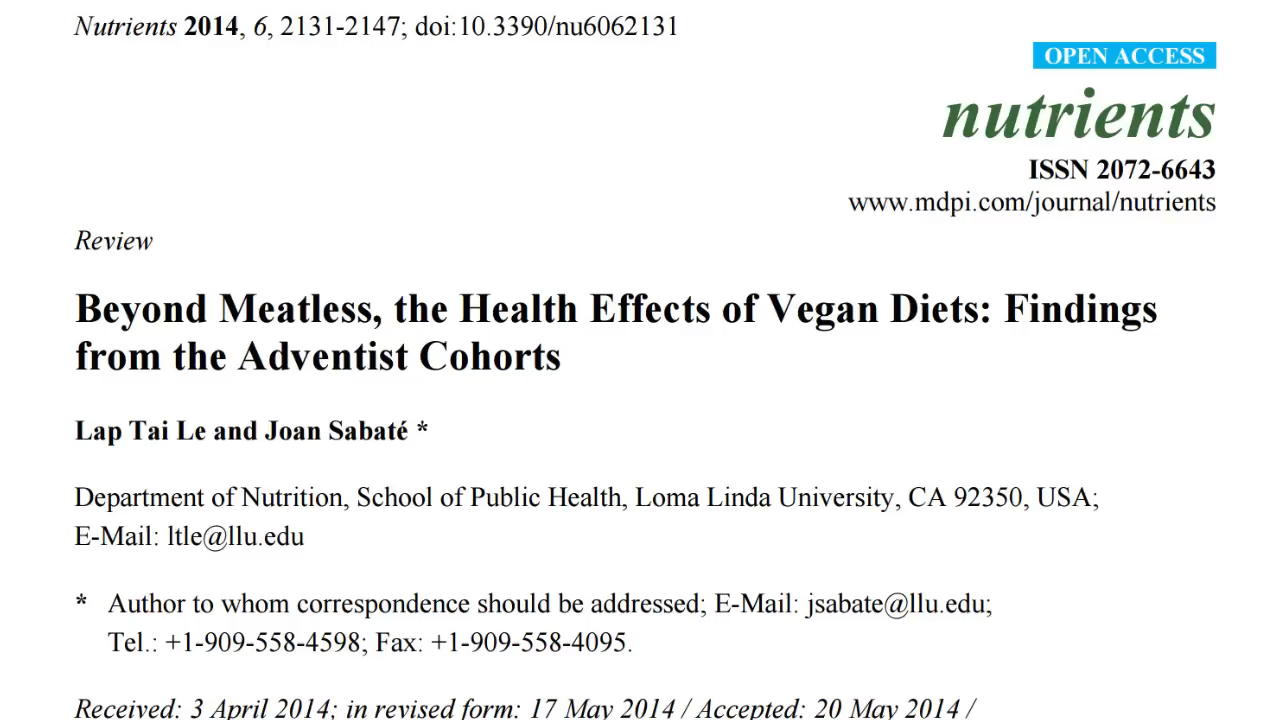 Nutrients 2014, 6, 2131-2147; doi:10.3390/nu6062131
OPEN ACCESS
nutrients
ISSN 2072-6643
www.mdpi.com/journal/nutrients
Review
Beyond Meatless, the Health Effects of Vegan Diets: Findings
from the Adventist Cohorts
Lap Tai Le and Joan Sabaté *
Department of Nutrition, School of Public Health, Loma Linda University, CA 92350, USA;
E-Mail: ltle@llu.edu
* Author to whom correspondence should be addressed; E-Mail: jsabate@llu.edu;
Tel.: +1-909-558-4598; Fax: +1-909-558-4095.
Received: 3 April 2014; in revised form: 17 May 2014 / Accepted: 20 May 2014 /